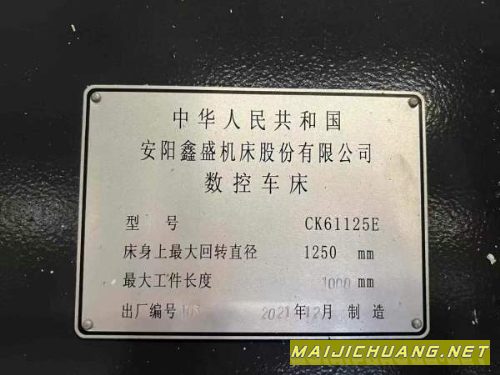 中华人民共和国
安阳鑫盛机床股份有限公司
数控车床
型 号 CK61125E
床身上最大回转直径 1250 mm
最大工件长度 1000 mm
出厂编号 2021年12月 制造
MAIJICHUANG.NET